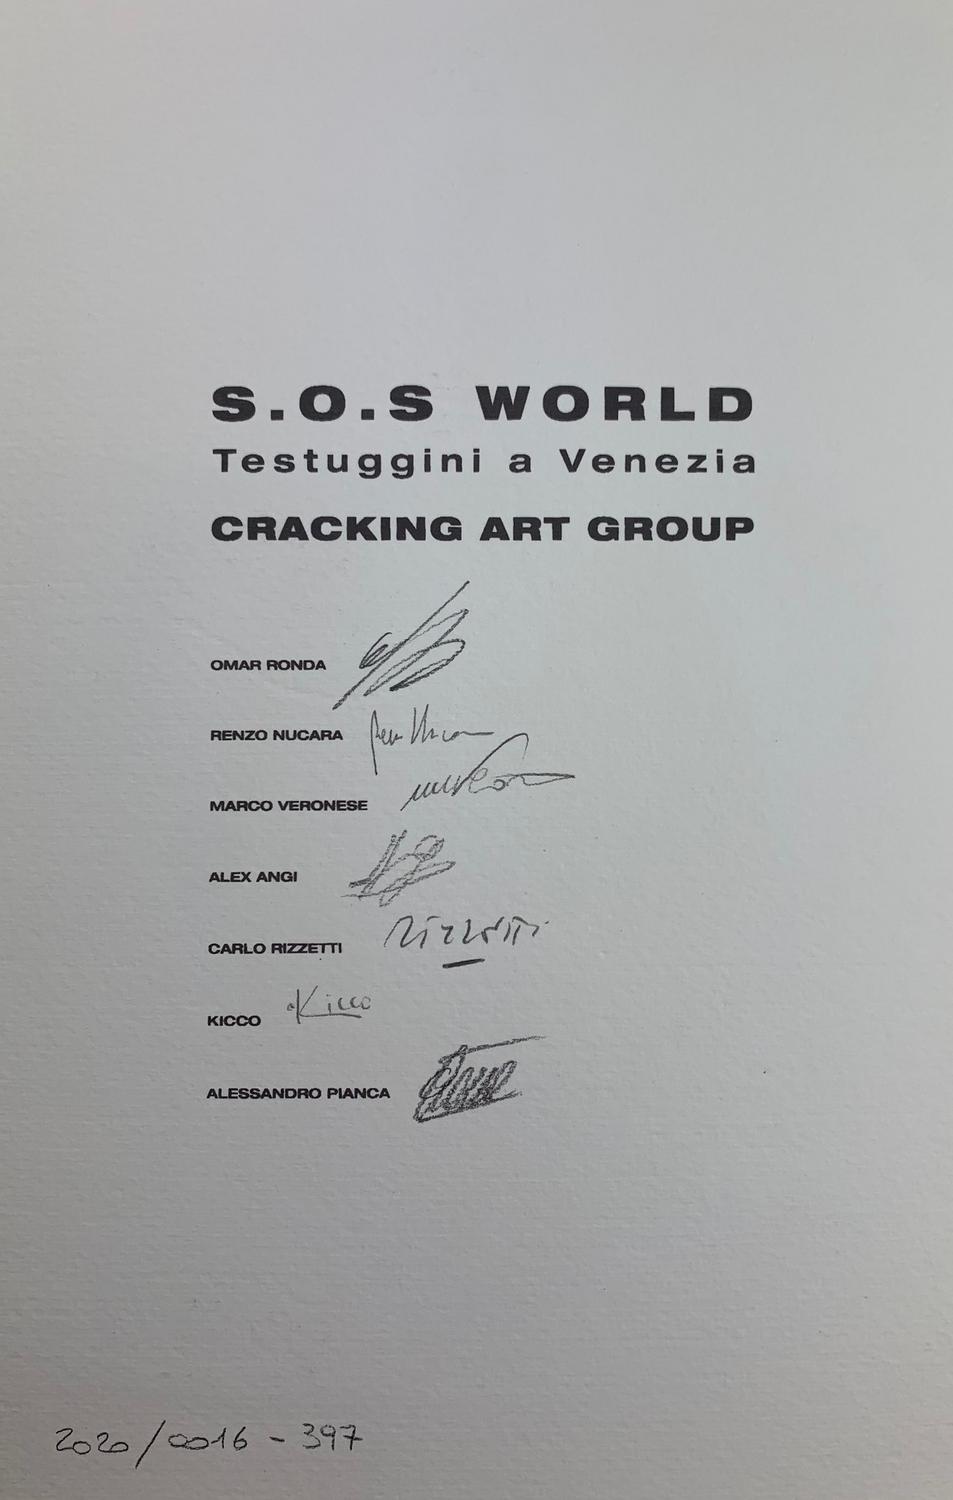 S.O.S WORLD
Testuggini a Venezia
CRACKING ART GROUP
OMAR RONDA
RENZO NUCARA
MARCO VERONESE
ALEX ANGI
CARLO RIZZETTI Rizzetti
KICCO Kicco
ALESSANDRO PIANCA
2020/0016 - 397